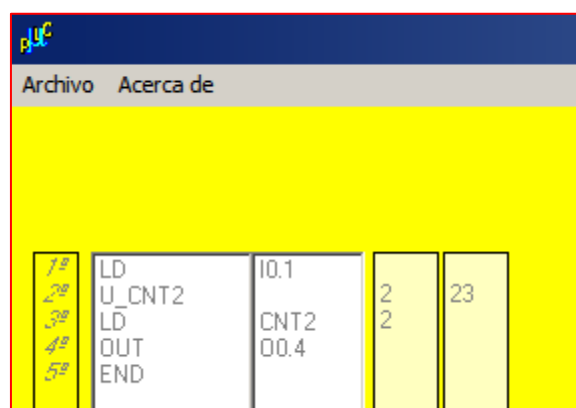 pµC
Archivo Acerca de
1º LD I0.1
2º U_CNT2 2 23
3º LD CNT2 2
4º OUT O0.4
5º END